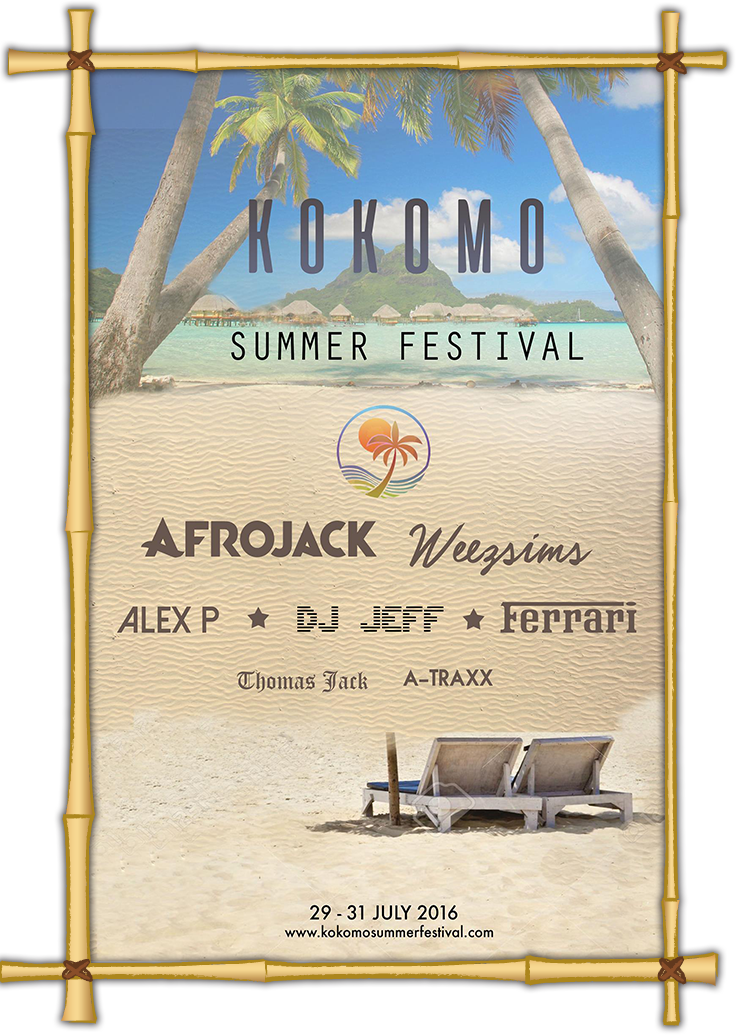 KOKOMO
SUMMER FESTIVAL
AFROJACK Weezsims
ALEX P ★ DJ JEFF ★ Ferrari
Thomas Jack A-TRAXX
29 - 31 JULY 2016
www.kokomosummerfestival.com